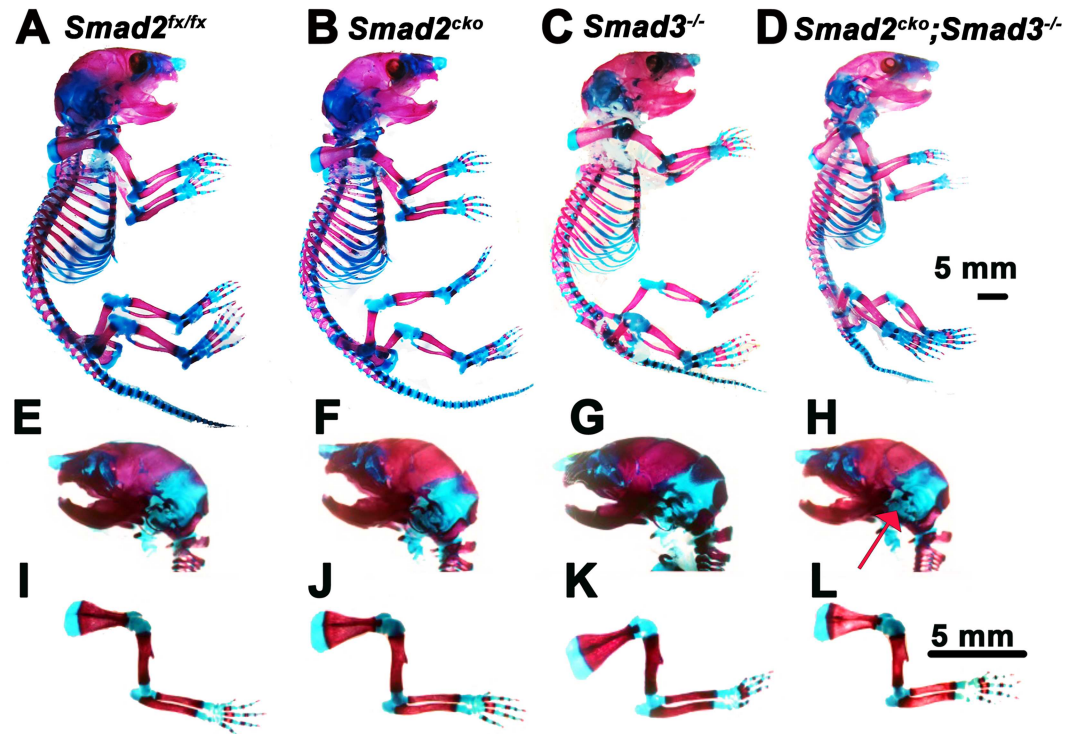 A Smad2fx/fx B Smad2cko C Smad3-/- D Smad2cko;Smad3-/-
5 mm
E F G H
I J K L
5 mm